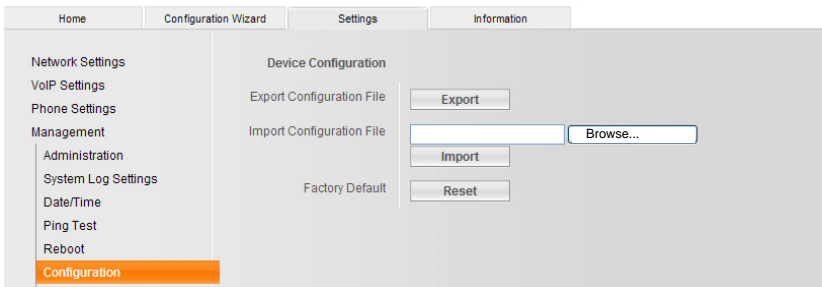 Home Configuration Wizard Settings Information
Network Settings
VoIP Settings
Phone Settings
Management
Administration
System Log Settings
Date/Time
Ping Test
Reboot
Configuration
Device Configuration
Export Configuration File Export
Import Configuration File Browse...
Import
Factory Default Reset